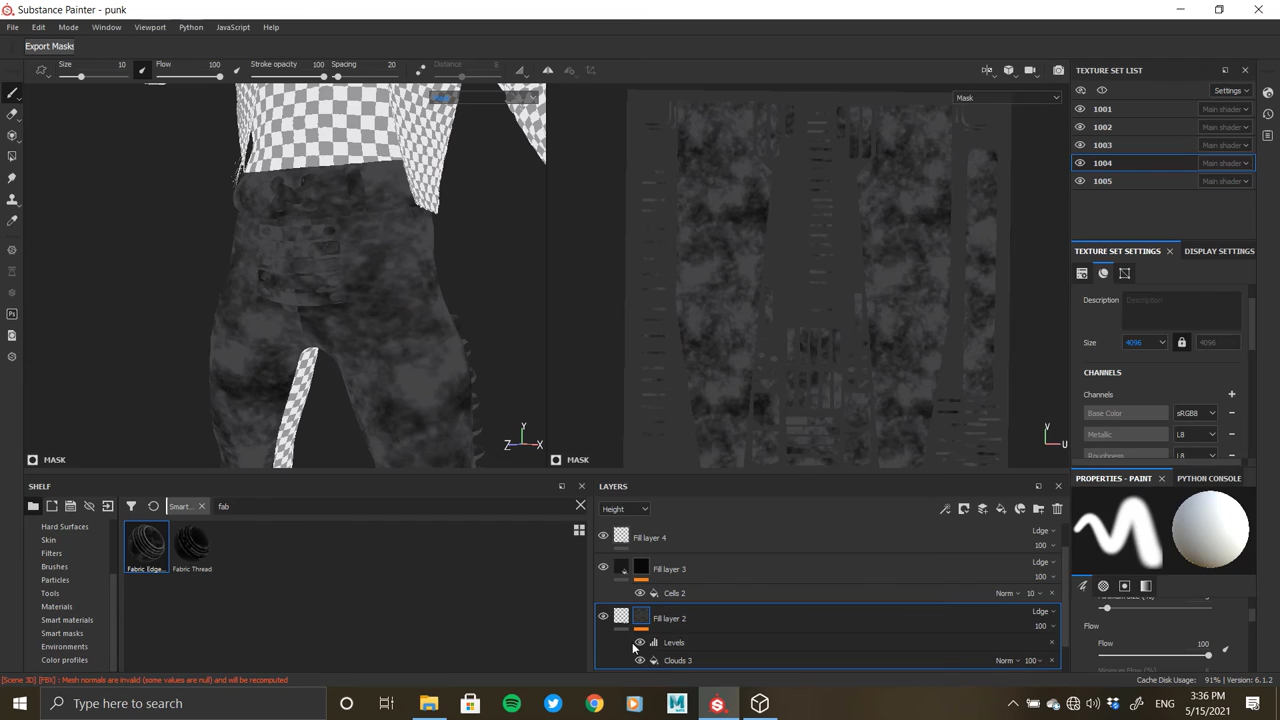 Substance Painter - punk
File Edit Mode Window Viewport Python JavaScript Help
Export Masks
Size 10 Flow 100 Stroke opacity 100 Spacing 20 Distance 8
Mask
Mask
Z X
Y
MASK
V
U
MASK
TEXTURE SET LIST
Settings
1001 Main shader
1002 Main shader
1003 Main shader
1004 Main shader
1005 Main shader
TEXTURE SET SETTINGS DISPLAY SETTINGS
Description Description
Size 4096 4096
CHANNELS
Channels
Base Color sRGB8
Metallic L8
Roughness L8
PROPERTIES - PAINT PYTHON CONSOLE
Flow 100
SHELF
Smart... fab
Hard Surfaces
Skin
Filters
Brushes
Particles
Tools
Materials
Smart materials
Smart masks
Environments
Color profiles
Fabric Edge... Fabric Thread
LAYERS
Height
Fill layer 4 Ldge 100
Fill layer 3 Ldge 100
Cells 2 Norm 10
Fill layer 2 Ldge 100
Levels
Clouds 3 Norm 100
[Scene 3D] [FBX] : Mesh normals are invalid (some values are null) and will be recomputed
Cache Disk Usage: 91% | Version: 6.1.2
Type here to search
ENG
3:36 PM
5/15/2021